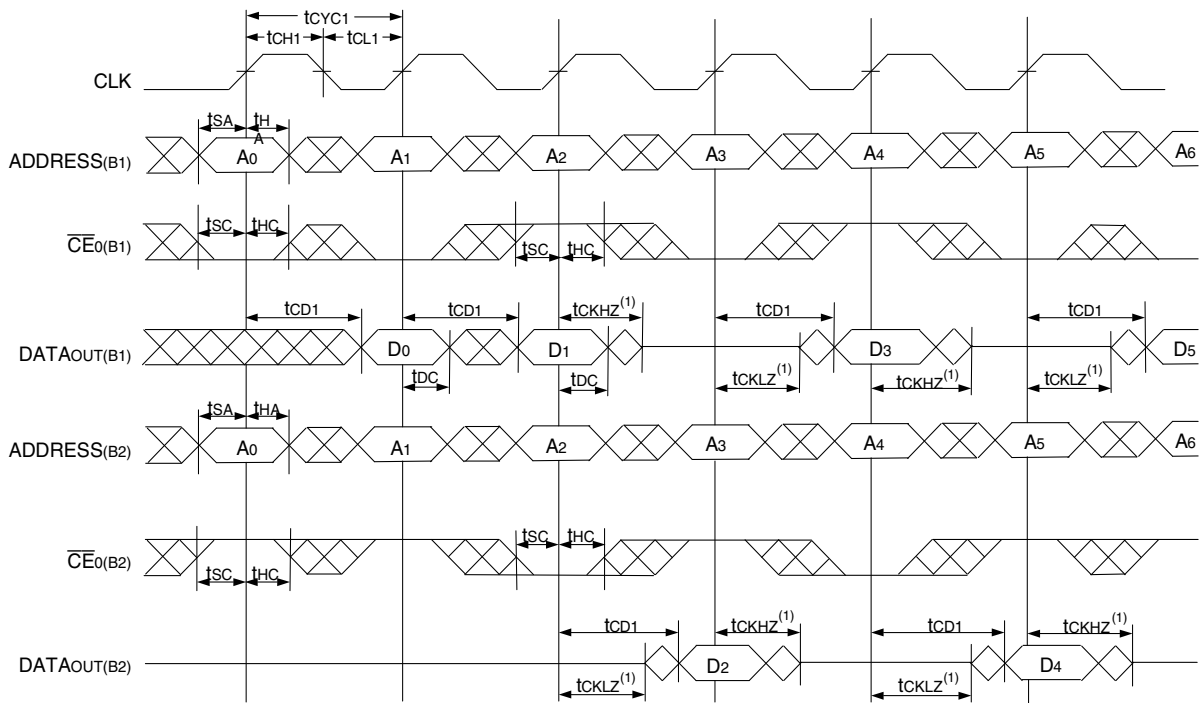 tCYC1
tCH1 tCL1
CLK
tSA tH
A
ADDRESS(B1) A0 A1 A2 A3 A4 A5 A6
tSC tHC
CE0(B1)
tSC tHC
tCD1 tCD1 tCKHZ(1) tCD1 tCD1
DATAOUT(B1) D0 D1 D3 D5
tDC tDC tCKLZ(1) tCKHZ(1) tCKLZ(1)
tSA tHA
ADDRESS(B2) A0 A1 A2 A3 A4 A5 A6
tSC tHC
CE0(B2)
tSC tHC
tCD1 tCKHZ(1) tCD1 tCKHZ(1)
DATAOUT(B2) D2 D4
tCKLZ(1) tCKLZ(1)